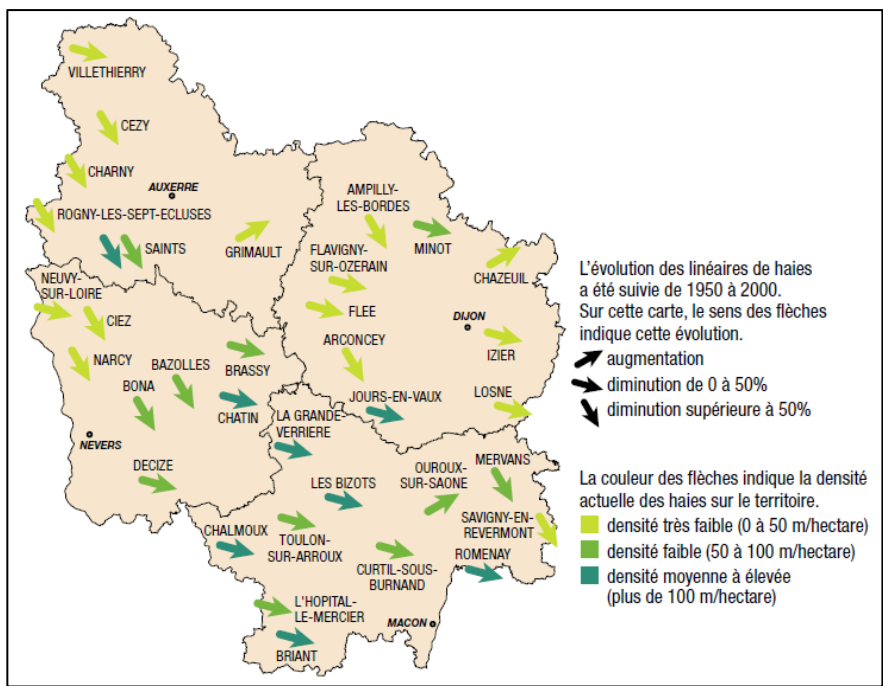 VILLETHIERRY
CEZY
CHARNY
AUXERRE
ROGNY-LES-SEPT-ECLUSES
SAINTS
GRIMAULT
AMPILLY-
LES-BORDES
MINOT
FLAVIGNY-
SUR-OZERAIN
CHAZEUIL
FLEE
DIJON
ARCONCEY
IZIER
JOURS-EN-VAUX
LOSNE
NEUVY-
SUR-LOIRE
CIEZ
NARCY
BAZOLLES
BRASSY
BONA
CHATIN
NEVERS
DECIZE
LA GRANDE-
VERRIERE
LES BIZOTS
OUROUX-
SUR-SAONE
MERVANS
CHALMOUX
TOULON-
SUR-ARROUX
SAVIGNY-EN-
REVERMONT
CURTIL-SOUS-
BURNAND
ROMENAY
L'HOPITAL-
LE-MERCIER
MACON
BRIANT
L'évolution des linéaires de haies
a été suivie de 1950 à 2000.
Sur cette carte, le sens des flèches
indique cette évolution.
augmentation
diminution de 0 à 50%
diminution supérieure à 50%
La couleur des flèches indique la densité
actuelle des haies sur le territoire.
densité très faible (0 à 50 m/hectare)
densité faible (50 à 100 m/hectare)
densité moyenne à élevée
(plus de 100 m/hectare)